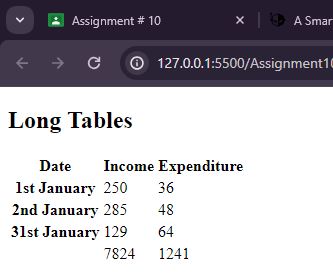 Assignment # 10
A Smar
127.0.0.1:5500/Assignment10
Long Tables
Date Income Expenditure
1st January 250 36
2nd January 285 48
31st January 129 64
7824 1241